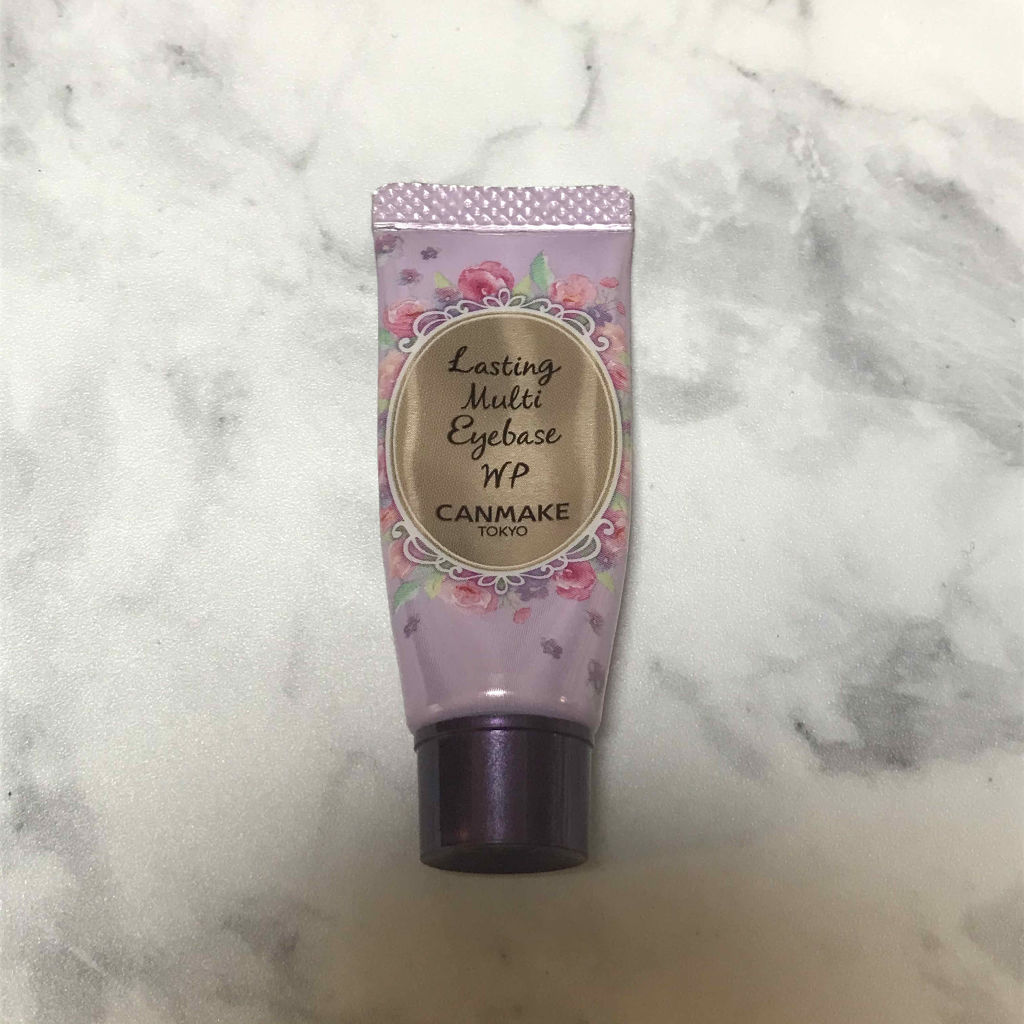 Lasting
Multi
Eyebase
WP
CANMAKE
TOKYO